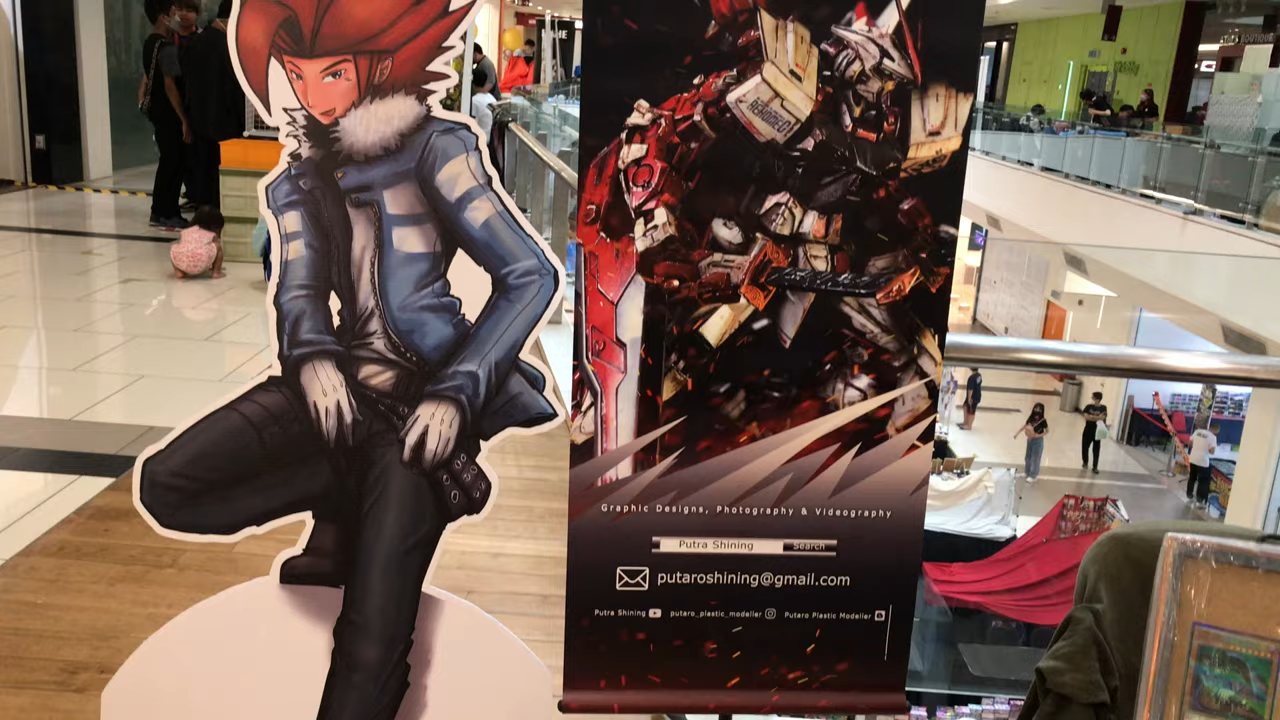 Graphic Designs, Photography & Videography
Putra Shining Search
putaroshining@gmail.com
Putra Shining putaro_plastic_modeller Putaro Plastic Modeller